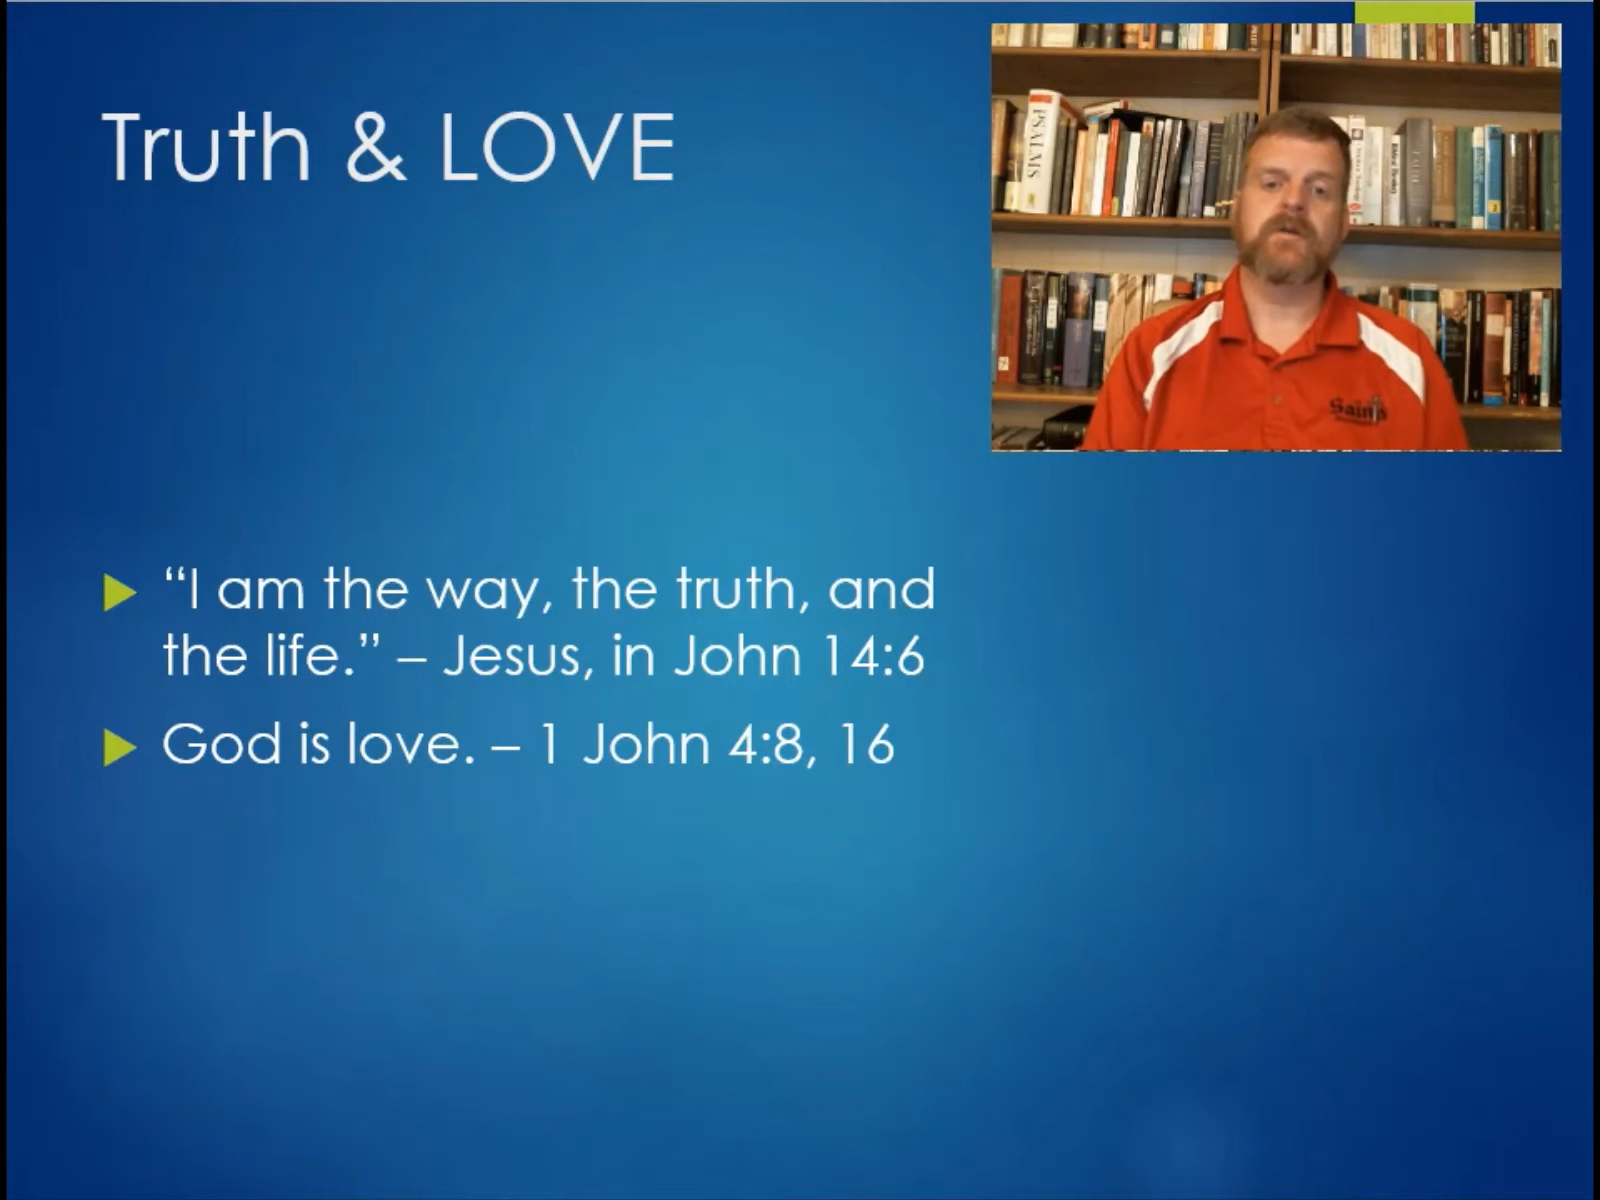 Truth & LOVE
PSALMS
Saints
“I am the way, the truth, and
the life.” – Jesus, in John 14:6
God is love. – 1 John 4:8, 16